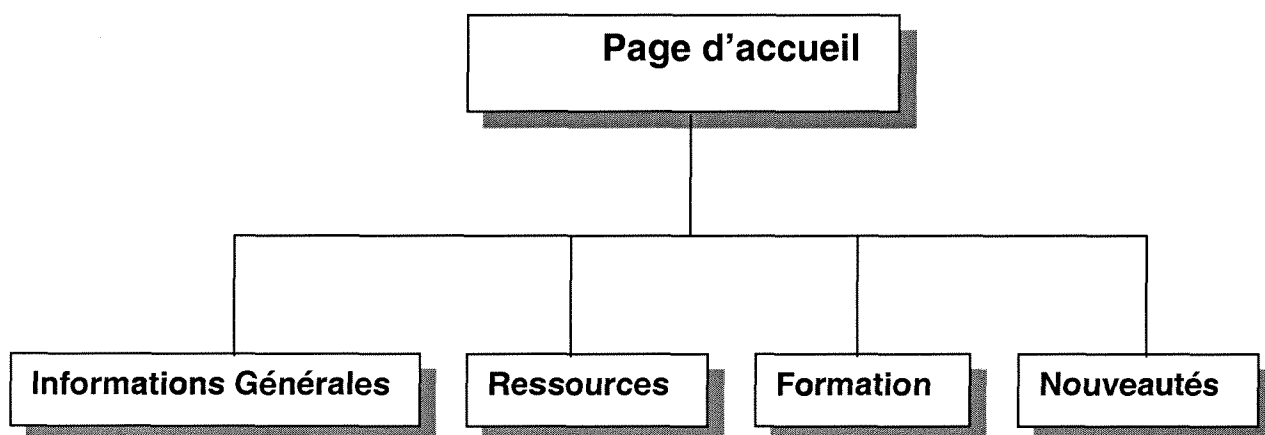 Page d'accueil
Informations Générales
Ressources
Formation
Nouveautés